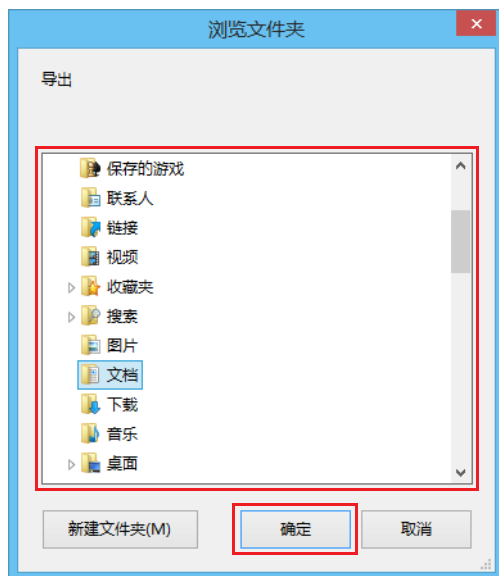 浏览文件夹
导出
保存的游戏
联系人
链接
视频
收藏夹
搜索
图片
文档
下载
音乐
桌面
新建文件夹(M) 确定 取消